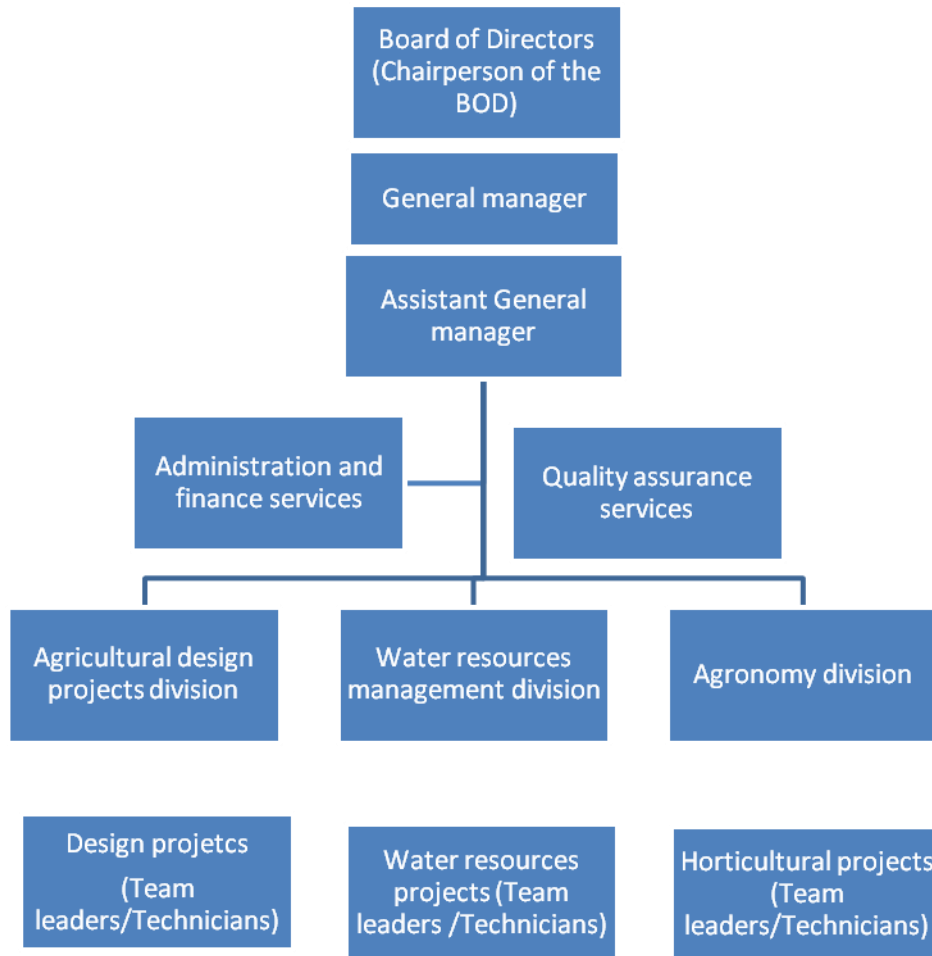 Board of Directors
(Chairperson of the
BOD)
General manager
Assistant General
manager
Administration and
finance services
Quality assurance
services
Agricultural design
projects division
Water resources
management division
Agronomy division
Design projetcs
(Team
leaders/Technicians)
Water resources
projects (Team
leaders /Technicians)
Horticultural projects
(Team
leaders/Technicians)